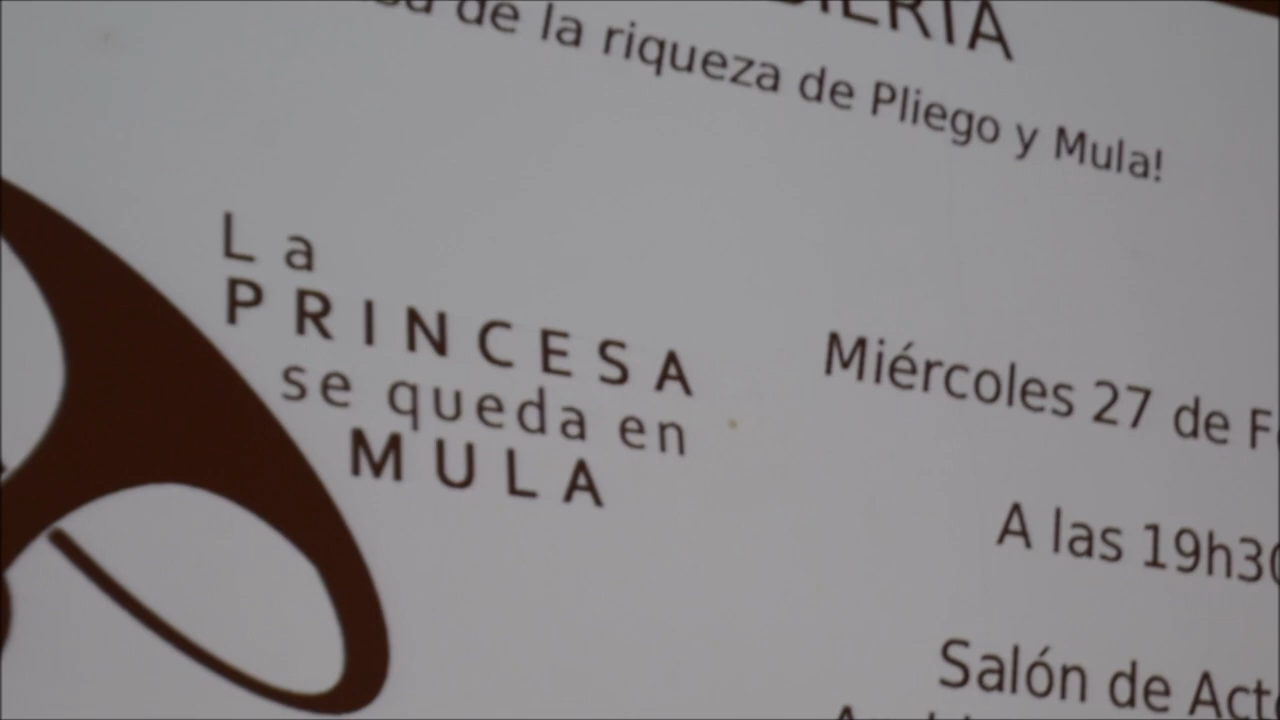 de la riqueza de Pliego y Mula!
La
PRINCESA
se queda en
MULA
Miércoles 27 de
A las 19h30
Salón de